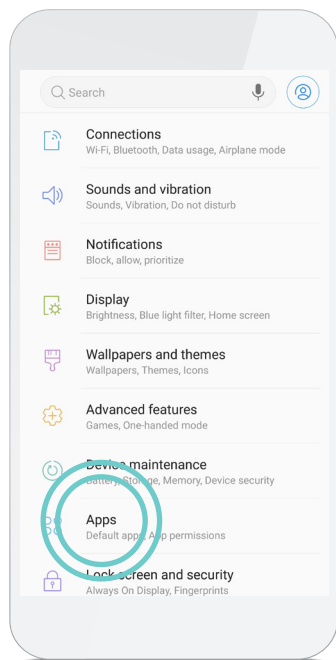 Search
Connections
Wi-Fi, Bluetooth, Data usage, Airplane mode
Sounds and vibration
Sounds, Vibration, Do not disturb
Notifications
Block, allow, prioritize
Display
Brightness, Blue light filter, Home screen
Wallpapers and themes
Wallpapers, Themes, Icons
Advanced features
Games, One-handed mode
Device maintenance
Battery, Storage, Memory, Device security
Apps
Default apps, App permissions
Lock screen and security
Always On Display, Fingerprints